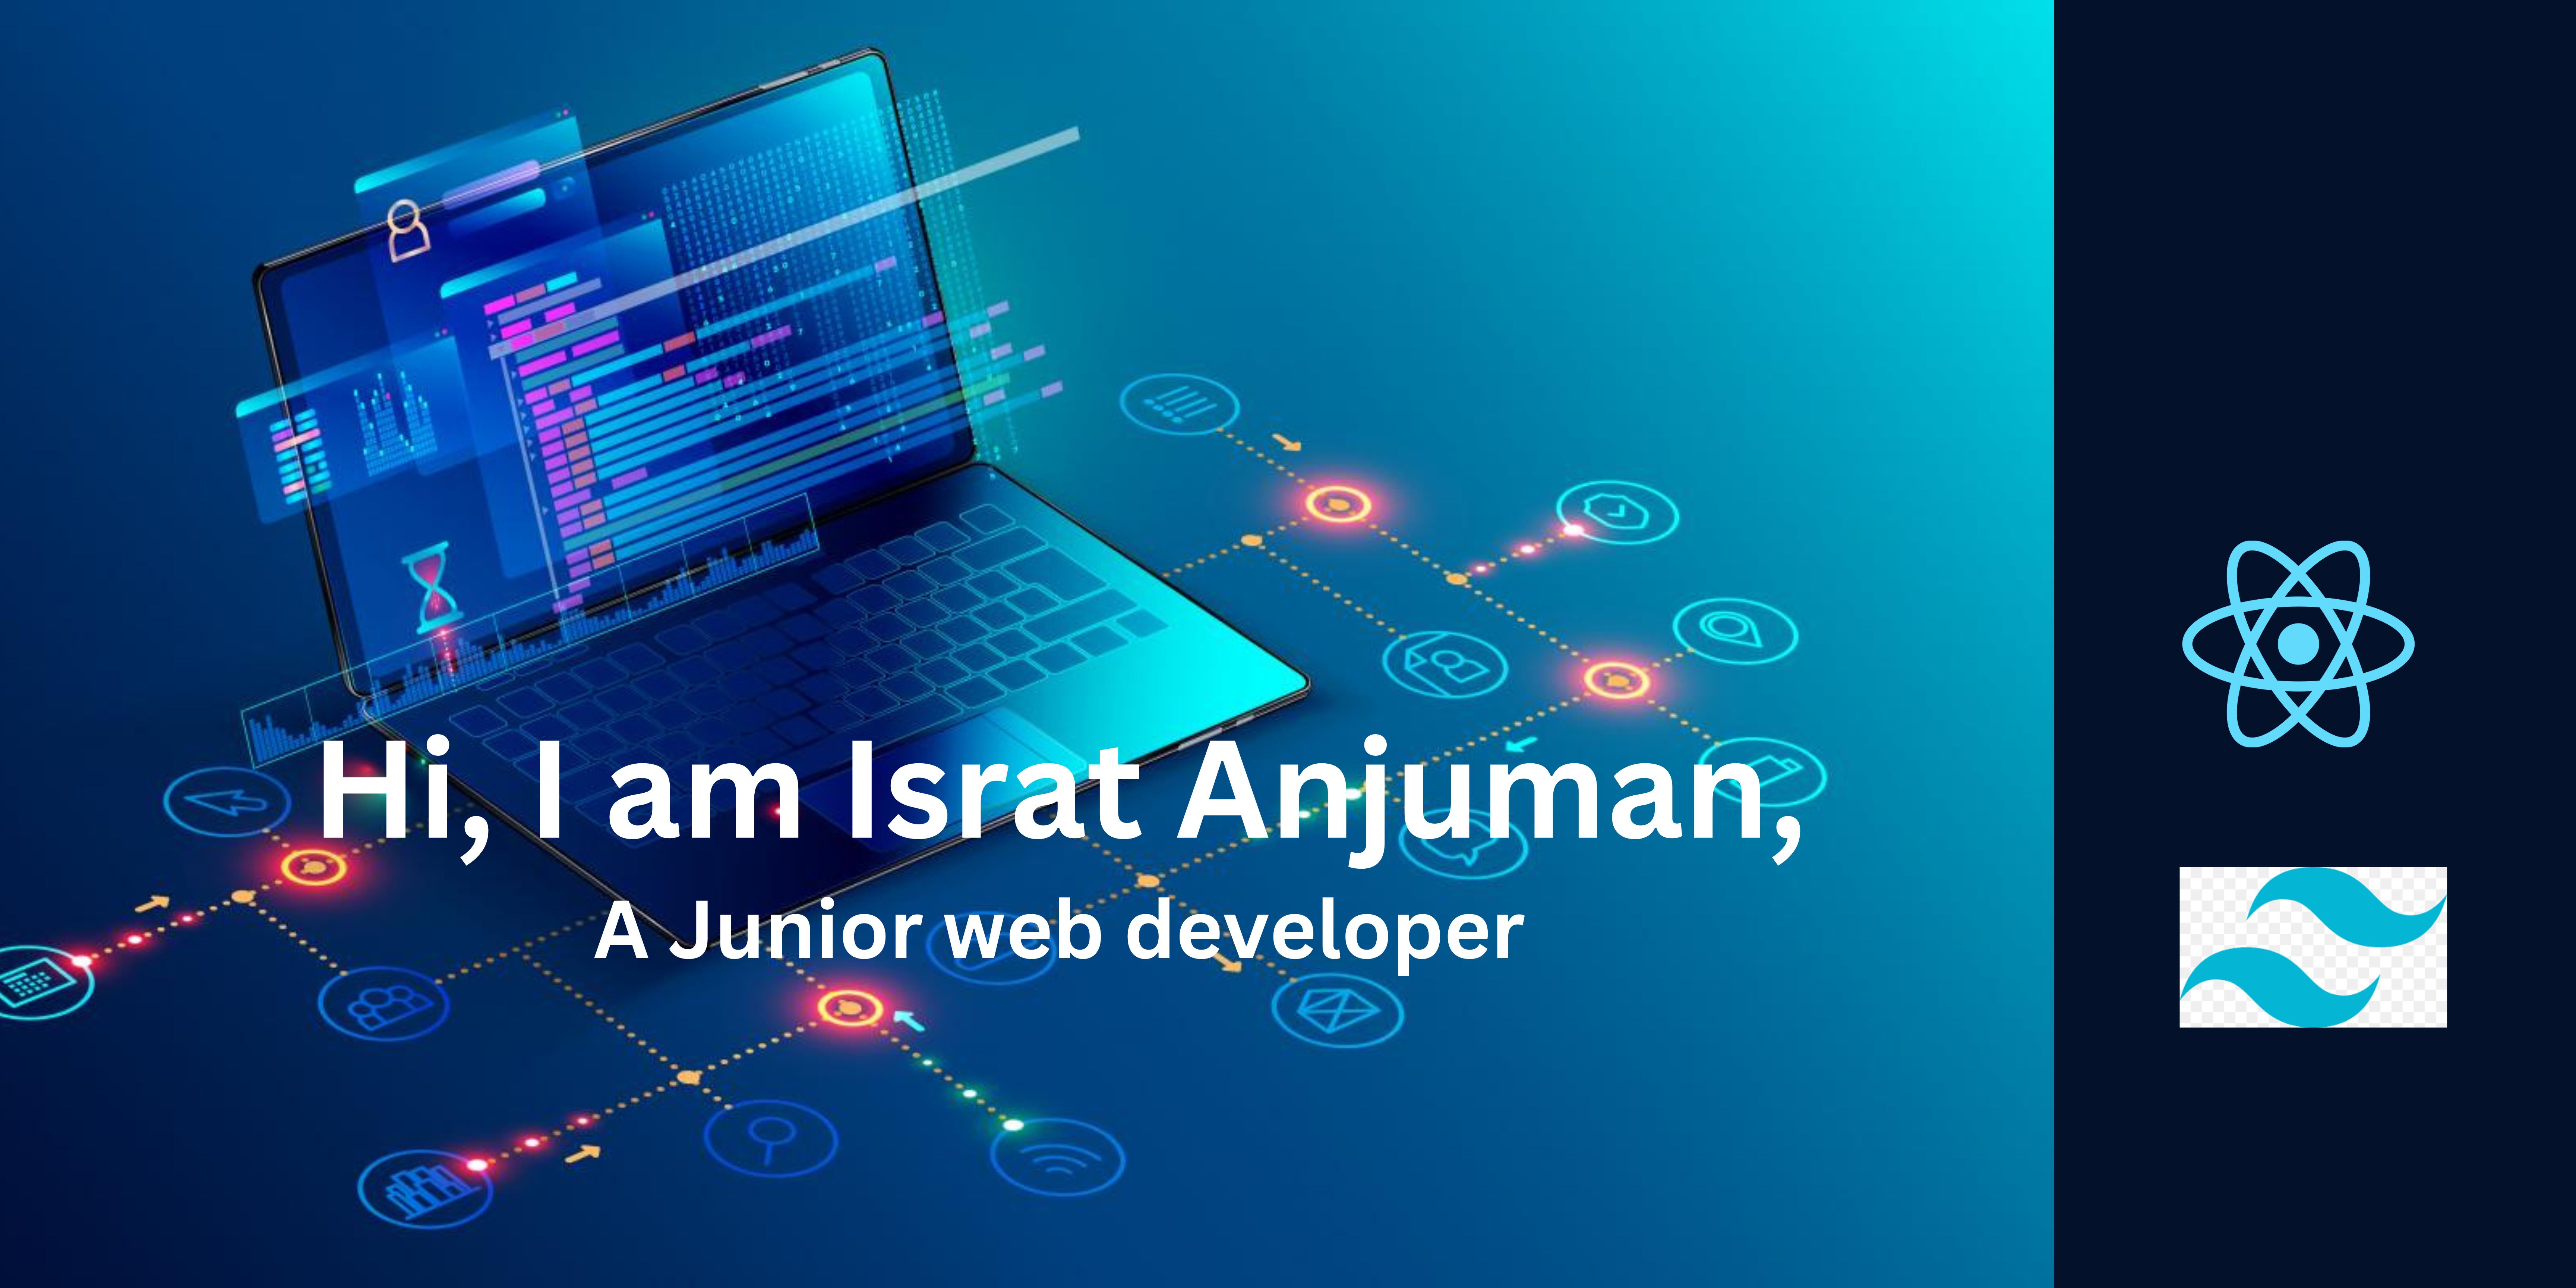 Hi, I am Israt Anjuman,
A Junior web developer